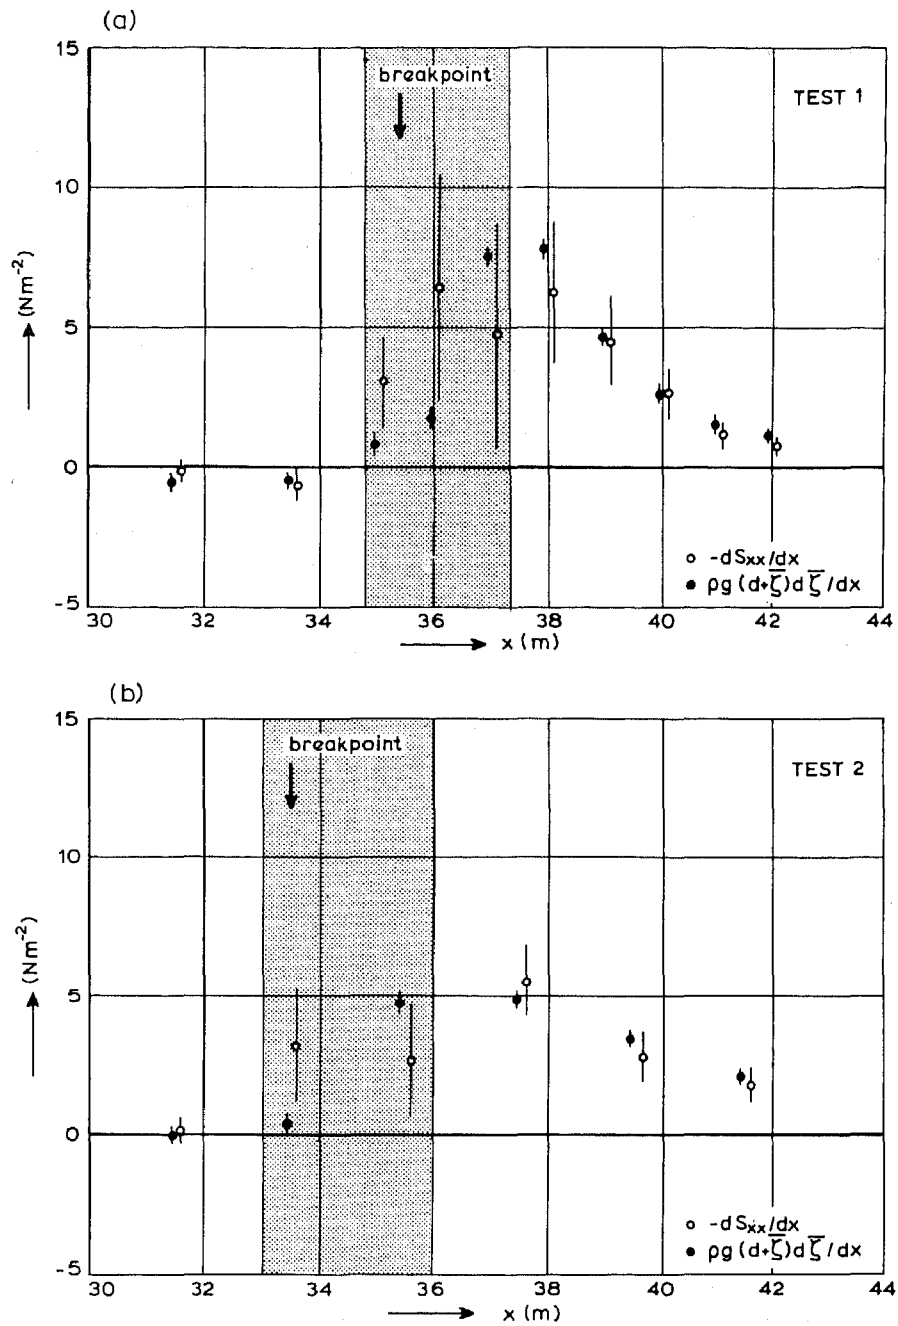 (a)
15
breakpoint
TEST 1
10
(Nm⁻²)
5
0
o -dSxx/dx
● ρg(d+ζ̅)dζ̅/dx
-5
30 32 34 36 38 40 42 44
x (m)
(b)
15
breakpoint
TEST 2
10
(Nm⁻²)
5
0
o -dSxx/dx
● ρg(d+ζ̅)dζ̅/dx
-5
30 32 34 36 38 40 42 44
x (m)